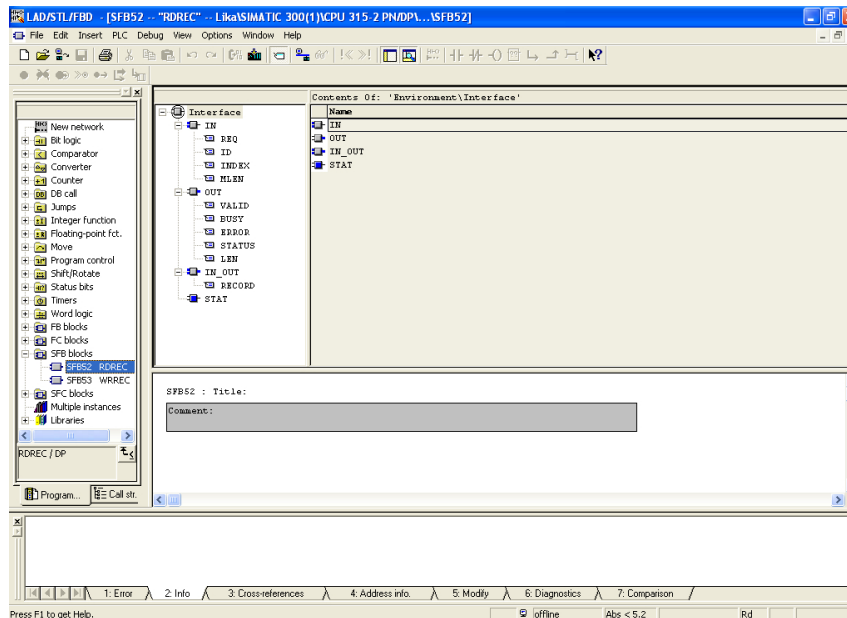 LAD/STL/FBD - [SFB52 -- "RDREC" -- Lika\SIMATIC 300(1)\CPU 315-2 PN/DP\...\SFB52]
File Edit Insert PLC Debug View Options Window Help
New network
Bit logic
Comparator
Converter
Counter
DB call
Jumps
Integer function
Floating-point fct.
Move
Program control
Shift/Rotate
Status bits
Timers
Word logic
FB blocks
FC blocks
SFB blocks
SFB52 RDREC
SFB53 WRREC
SFC blocks
Multiple instances
Libraries
RDREC / DP
Program... Call str.
Interface
IN
REQ
ID
INDEX
MLEN
OUT
VALID
BUSY
ERROR
STATUS
LEN
IN_OUT
RECORD
STAT
Contents Of: 'Environment\Interface'
Name
IN
OUT
IN_OUT
STAT
SFB52 : Title:
Comment:
1: Error 2: Info 3: Cross-references 4: Address info. 5: Modify 6: Diagnostics 7: Comparison
Press F1 to get Help. offline Abs < 5.2 Rd